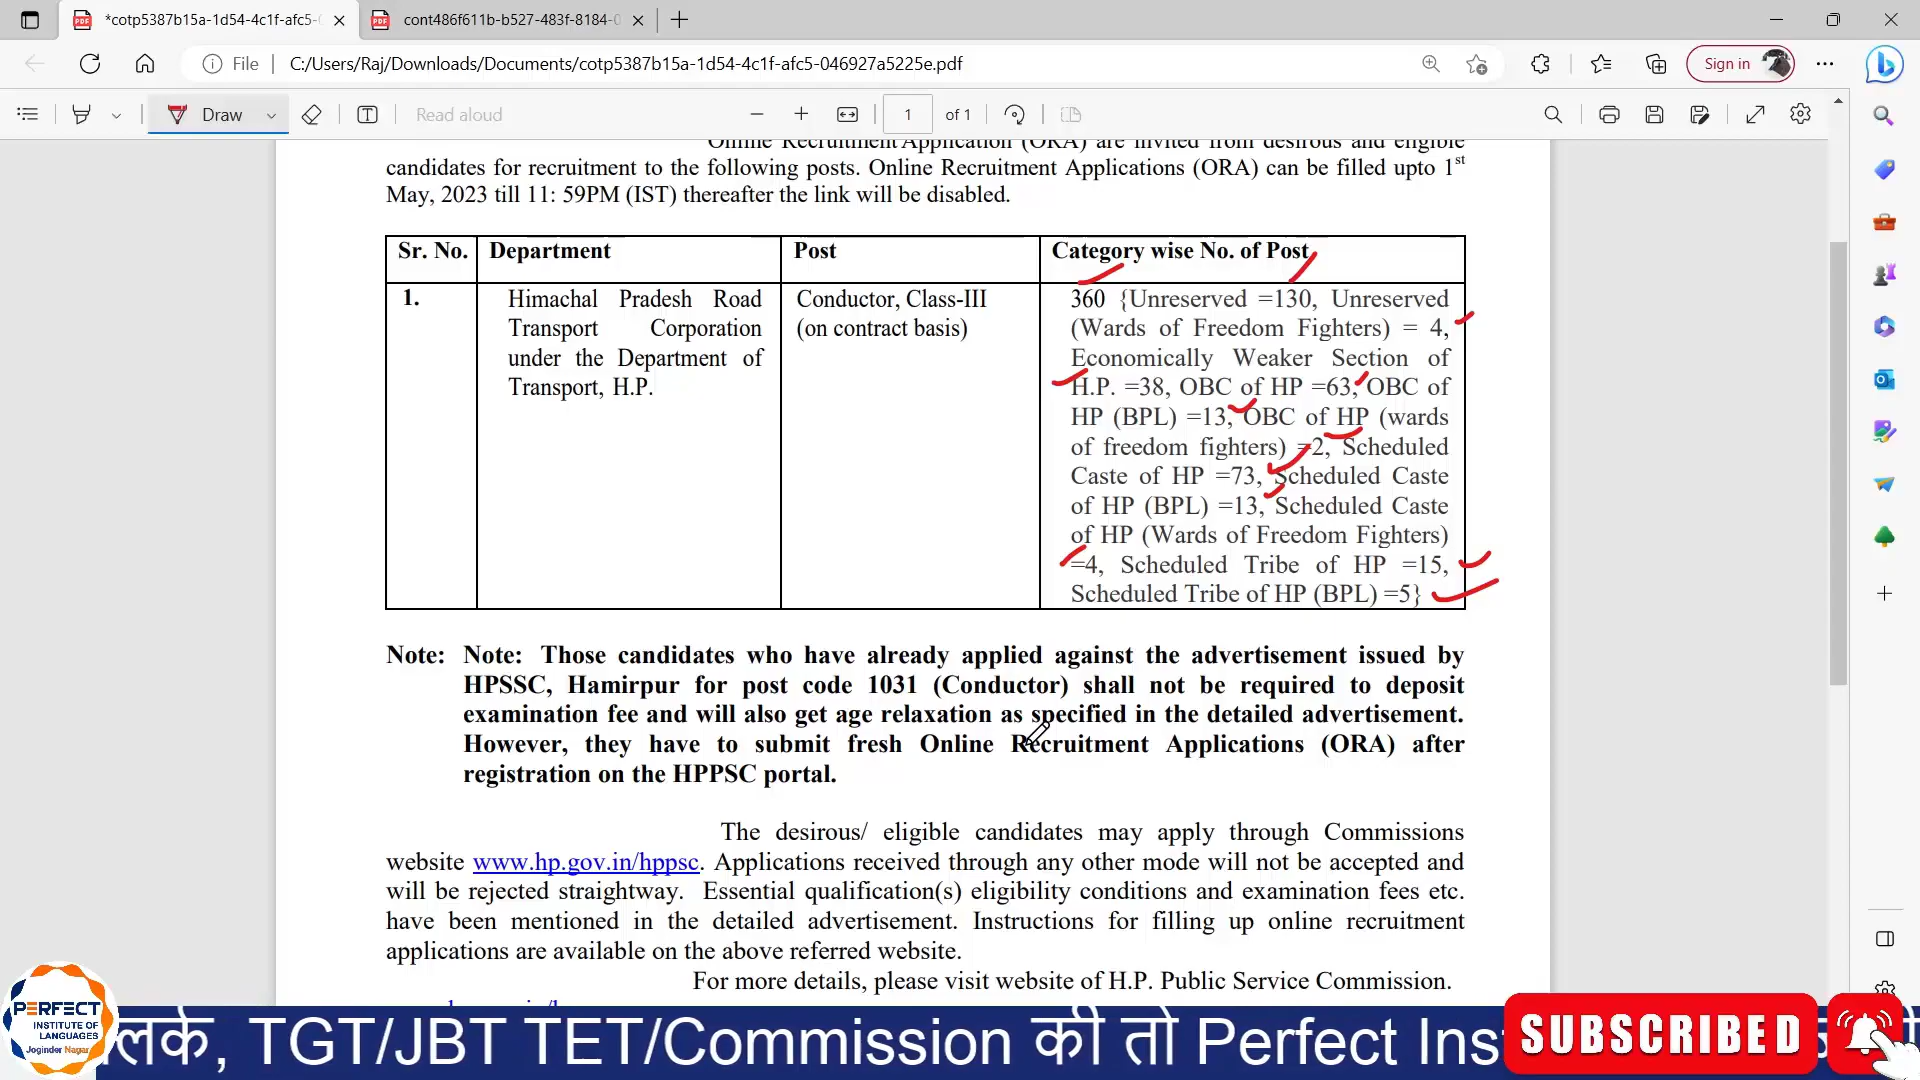 *cotp5387b15a-1d54-4c1f-afc5-0
cont486f611b-b527-483f-8184-0
File
C:/Users/Raj/Downloads/Documents/cotp5387b15a-1d54-4c1f-afc5-046927a5225e.pdf
Sign in
Draw
Read aloud
1
of 1
Online Recruitment Application (ORA) are invited from desirous and eligible
candidates for recruitment to the following posts. Online Recruitment Applications (ORA) can be filled upto 1st
May, 2023 till 11: 59PM (IST) thereafter the link will be disabled.
Sr. No. Department Post Category wise No. of Post
1.
Himachal Pradesh Road
Transport Corporation
under the Department of
Transport, H.P.
Conductor, Class-III
(on contract basis)
360 {Unreserved =130, Unreserved
(Wards of Freedom Fighters) = 4,
Economically Weaker Section of
H.P. =38, OBC of HP =63, OBC of
HP (BPL) =13, OBC of HP (wards
of freedom fighters) =2, Scheduled
Caste of HP =73, Scheduled Caste
of HP (BPL) =13, Scheduled Caste
of HP (Wards of Freedom Fighters)
=4, Scheduled Tribe of HP =15,
Scheduled Tribe of HP (BPL) =5}
Note: Note: Those candidates who have already applied against the advertisement issued by
HPSSC, Hamirpur for post code 1031 (Conductor) shall not be required to deposit
examination fee and will also get age relaxation as specified in the detailed advertisement.
However, they have to submit fresh Online Recruitment Applications (ORA) after
registration on the HPPSC portal.
The desirous/ eligible candidates may apply through Commissions
website www.hp.gov.in/hppsc. Applications received through any other mode will not be accepted and
will be rejected straightway. Essential qualification(s) eligibility conditions and examination fees etc.
have been mentioned in the detailed advertisement. Instructions for filling up online recruitment
applications are available on the above referred website.
For more details, please visit website of H.P. Public Service Commission.
PERFECT
INSTITUTE OF
LANGUAGES
Joginder Nagar
लर्क, TGT/JBT TET/Commission की तो Perfect Ins
SUBSCRIBED